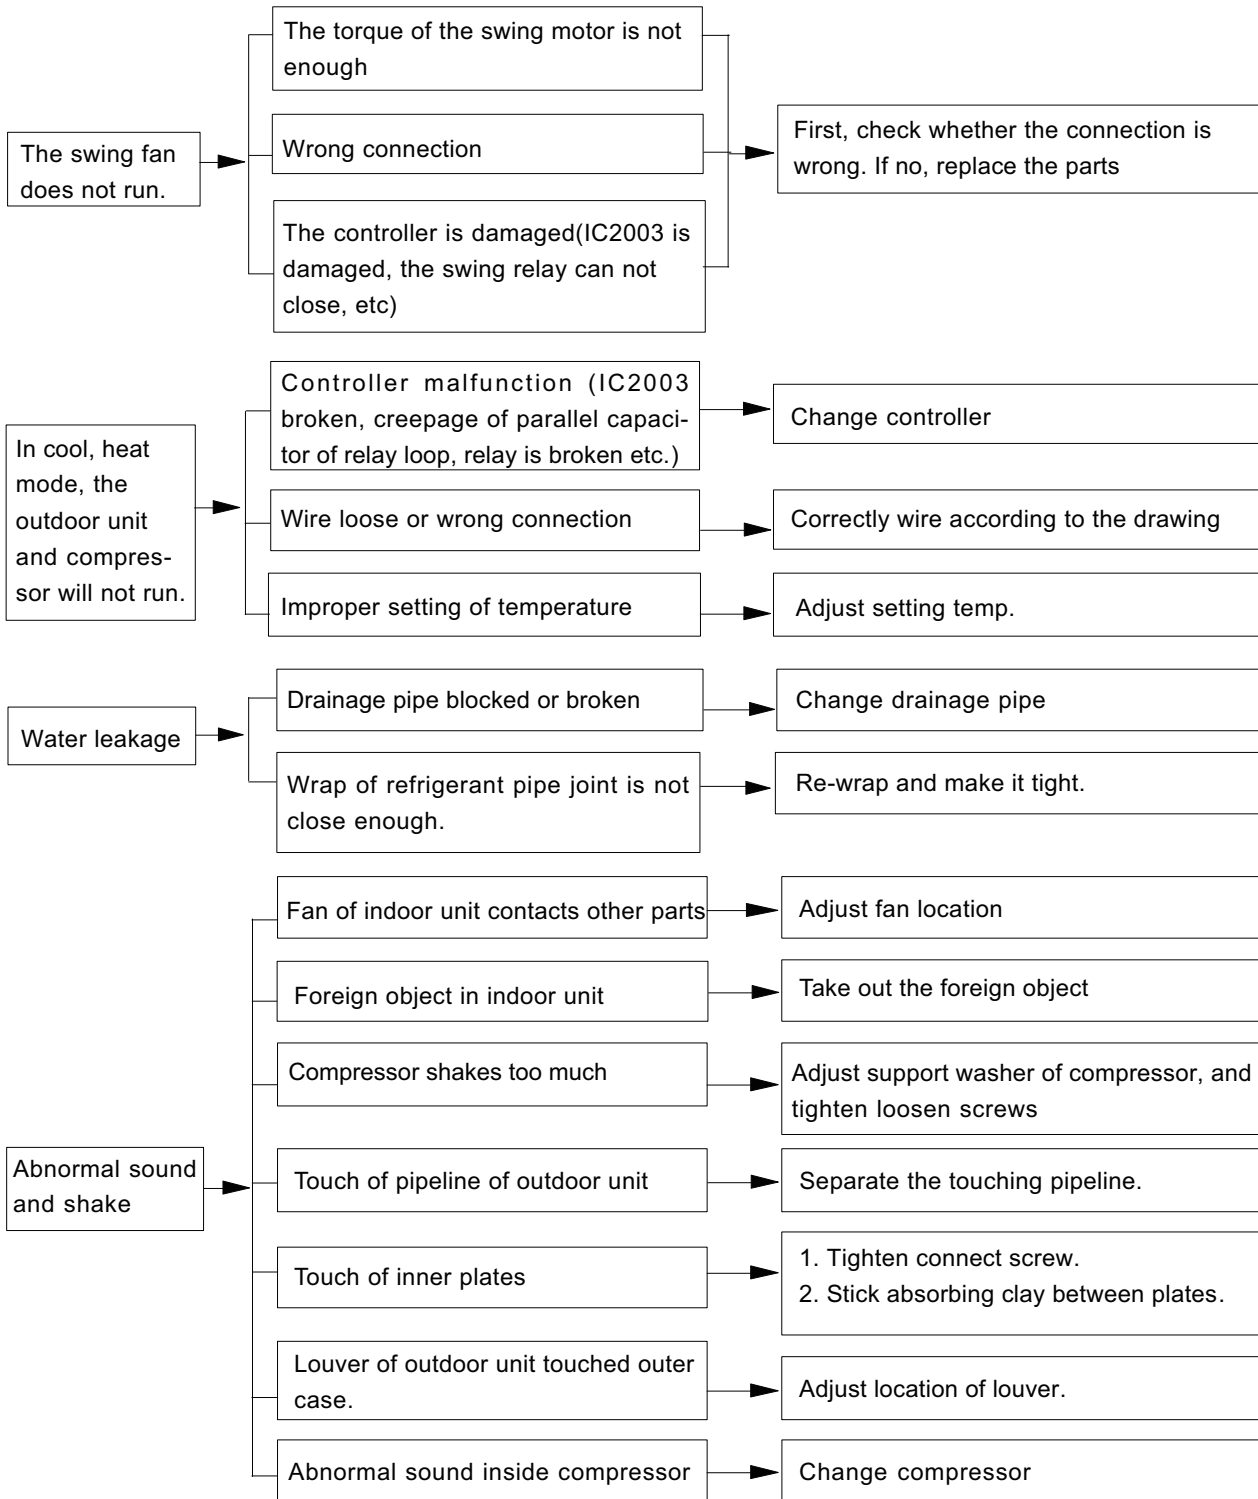 The swing fan
does not run.
The torque of the swing motor is not
enough
Wrong connection
The controller is damaged(IC2003 is
damaged, the swing relay can not
close, etc)
First, check whether the connection is
wrong. If no, replace the parts
In cool, heat
mode, the
outdoor unit
and compres-
sor will not run.
Controller malfunction (IC2003
broken, creepage of parallel capaci-
tor of relay loop, relay is broken etc.)
Change controller
Wire loose or wrong connection
Correctly wire according to the drawing
Improper setting of temperature
Adjust setting temp.
Water leakage
Drainage pipe blocked or broken
Change drainage pipe
Wrap of refrigerant pipe joint is not
close enough.
Re-wrap and make it tight.
Abnormal sound
and shake
Fan of indoor unit contacts other parts
Adjust fan location
Foreign object in indoor unit
Take out the foreign object
Compressor shakes too much
Adjust support washer of compressor, and
tighten loosen screws
Touch of pipeline of outdoor unit
Separate the touching pipeline.
Touch of inner plates
1. Tighten connect screw.
2. Stick absorbing clay between plates.
Louver of outdoor unit touched outer
case.
Adjust location of louver.
Abnormal sound inside compressor
Change compressor